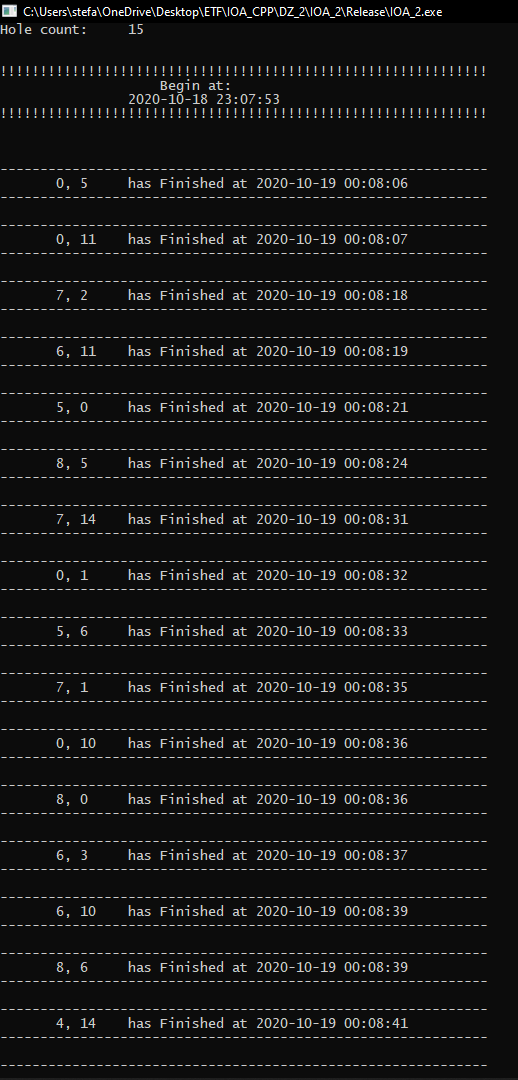 C:\Users\stefa\OneDrive\Desktop\ETF\IOA_CPP\DZ_2\IOA_2\Release\IOA_2.exe
Hole count:     15
!!!!!!!!!!!!!!!!!!!!!!!!!!!!!!!!!!!!!!!!!!!!!!!!!!!!!!!!!!!!!
Begin at:
2020-10-18 23:07:53
!!!!!!!!!!!!!!!!!!!!!!!!!!!!!!!!!!!!!!!!!!!!!!!!!!!!!!!!!!!!!
-------------------------------------------------------------
0, 5     has Finished at 2020-10-19 00:08:06
-------------------------------------------------------------
-------------------------------------------------------------
0, 11    has Finished at 2020-10-19 00:08:07
-------------------------------------------------------------
-------------------------------------------------------------
7, 2     has Finished at 2020-10-19 00:08:18
-------------------------------------------------------------
-------------------------------------------------------------
6, 11    has Finished at 2020-10-19 00:08:19
-------------------------------------------------------------
-------------------------------------------------------------
5, 0     has Finished at 2020-10-19 00:08:21
-------------------------------------------------------------
-------------------------------------------------------------
8, 5     has Finished at 2020-10-19 00:08:24
-------------------------------------------------------------
-------------------------------------------------------------
7, 14    has Finished at 2020-10-19 00:08:31
-------------------------------------------------------------
-------------------------------------------------------------
0, 1     has Finished at 2020-10-19 00:08:32
-------------------------------------------------------------
-------------------------------------------------------------
5, 6     has Finished at 2020-10-19 00:08:33
-------------------------------------------------------------
-------------------------------------------------------------
7, 1     has Finished at 2020-10-19 00:08:35
-------------------------------------------------------------
-------------------------------------------------------------
0, 10    has Finished at 2020-10-19 00:08:36
-------------------------------------------------------------
-------------------------------------------------------------
8, 0     has Finished at 2020-10-19 00:08:36
-------------------------------------------------------------
-------------------------------------------------------------
6, 3     has Finished at 2020-10-19 00:08:37
-------------------------------------------------------------
-------------------------------------------------------------
6, 10    has Finished at 2020-10-19 00:08:39
-------------------------------------------------------------
-------------------------------------------------------------
8, 6     has Finished at 2020-10-19 00:08:39
-------------------------------------------------------------
-------------------------------------------------------------
4, 14    has Finished at 2020-10-19 00:08:41
-------------------------------------------------------------
-------------------------------------------------------------